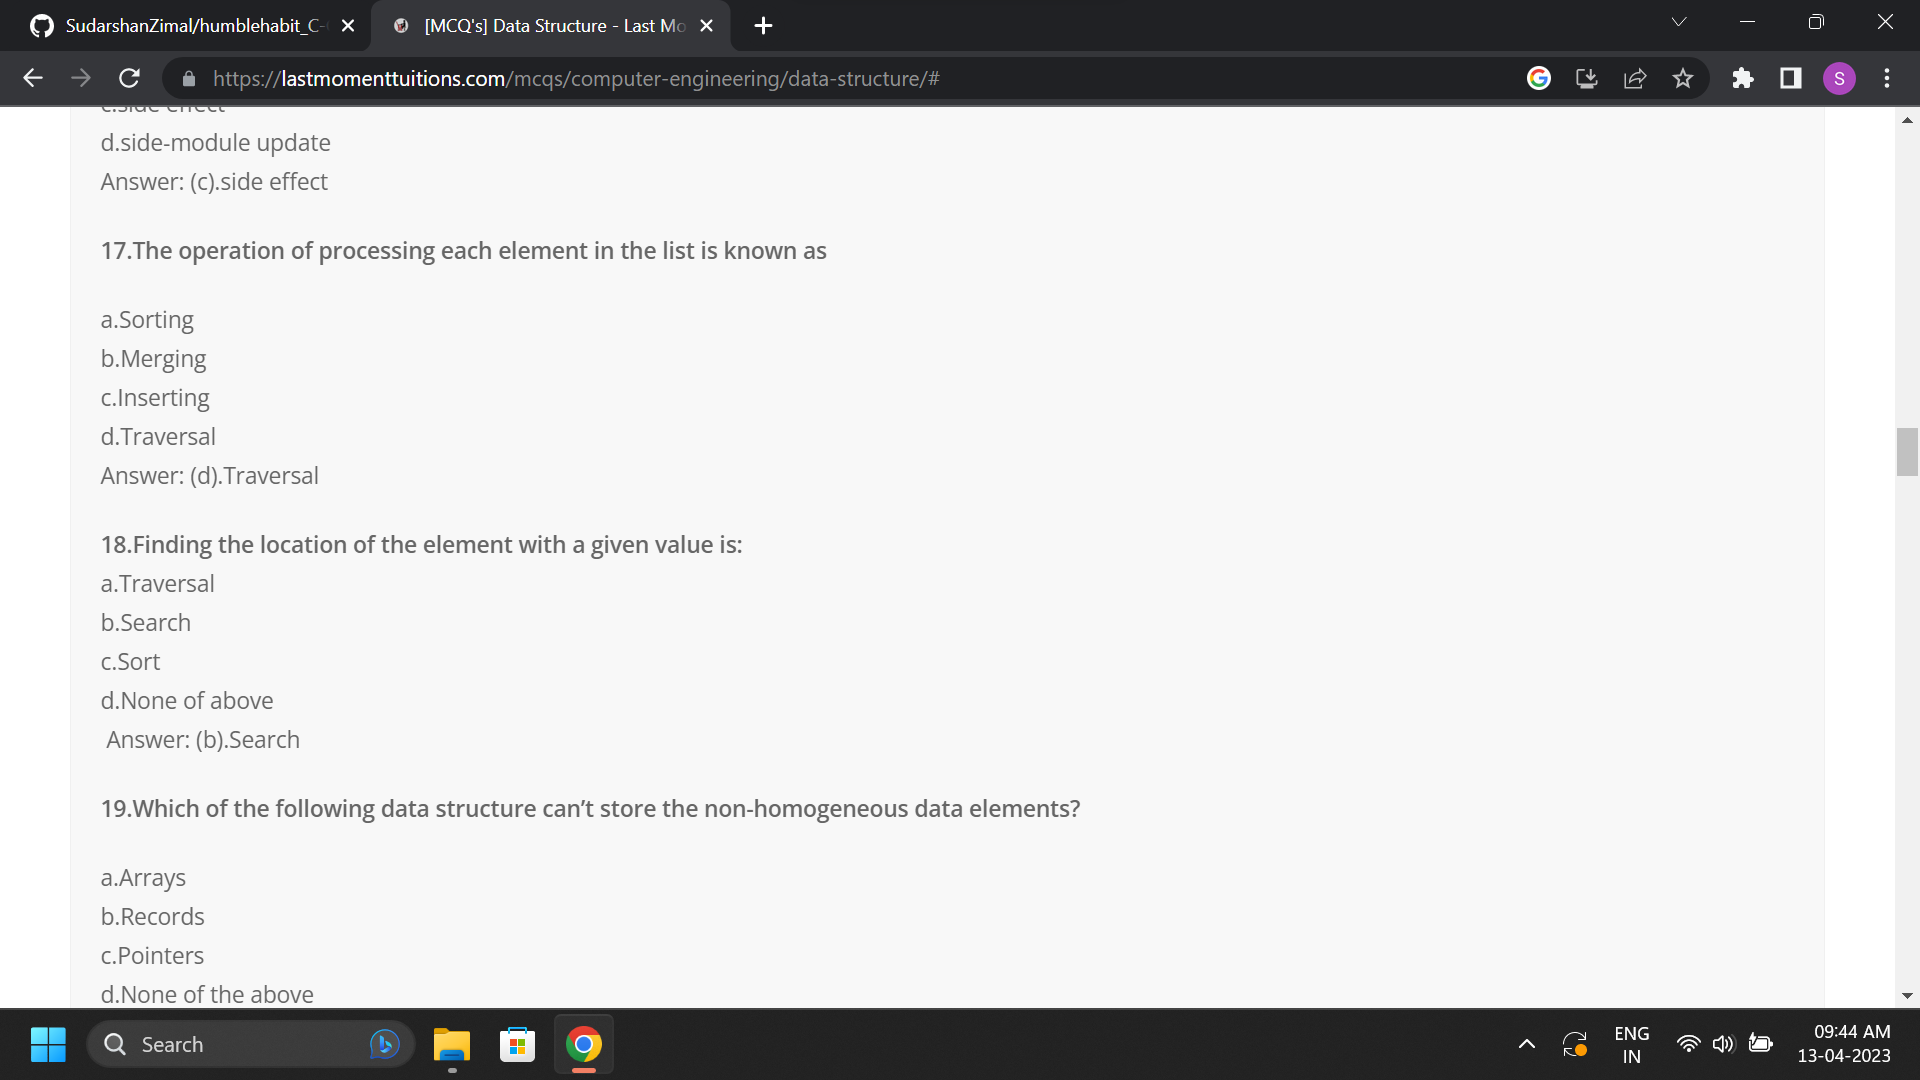 SudarshanZimal/humblehabit_C-
[MCQ's] Data Structure - Last Mo
https://lastmomenttuitions.com/mcqs/computer-engineering/data-structure/#
S
c.side effect
d.side-module update
Answer: (c).side effect
17.The operation of processing each element in the list is known as
a.Sorting
b.Merging
c.Inserting
d.Traversal
Answer: (d).Traversal
18.Finding the location of the element with a given value is:
a.Traversal
b.Search
c.Sort
d.None of above
Answer: (b).Search
19.Which of the following data structure can’t store the non-homogeneous data elements?
a.Arrays
b.Records
c.Pointers
d.None of the above
Search
ENG
IN
09:44 AM
13-04-2023